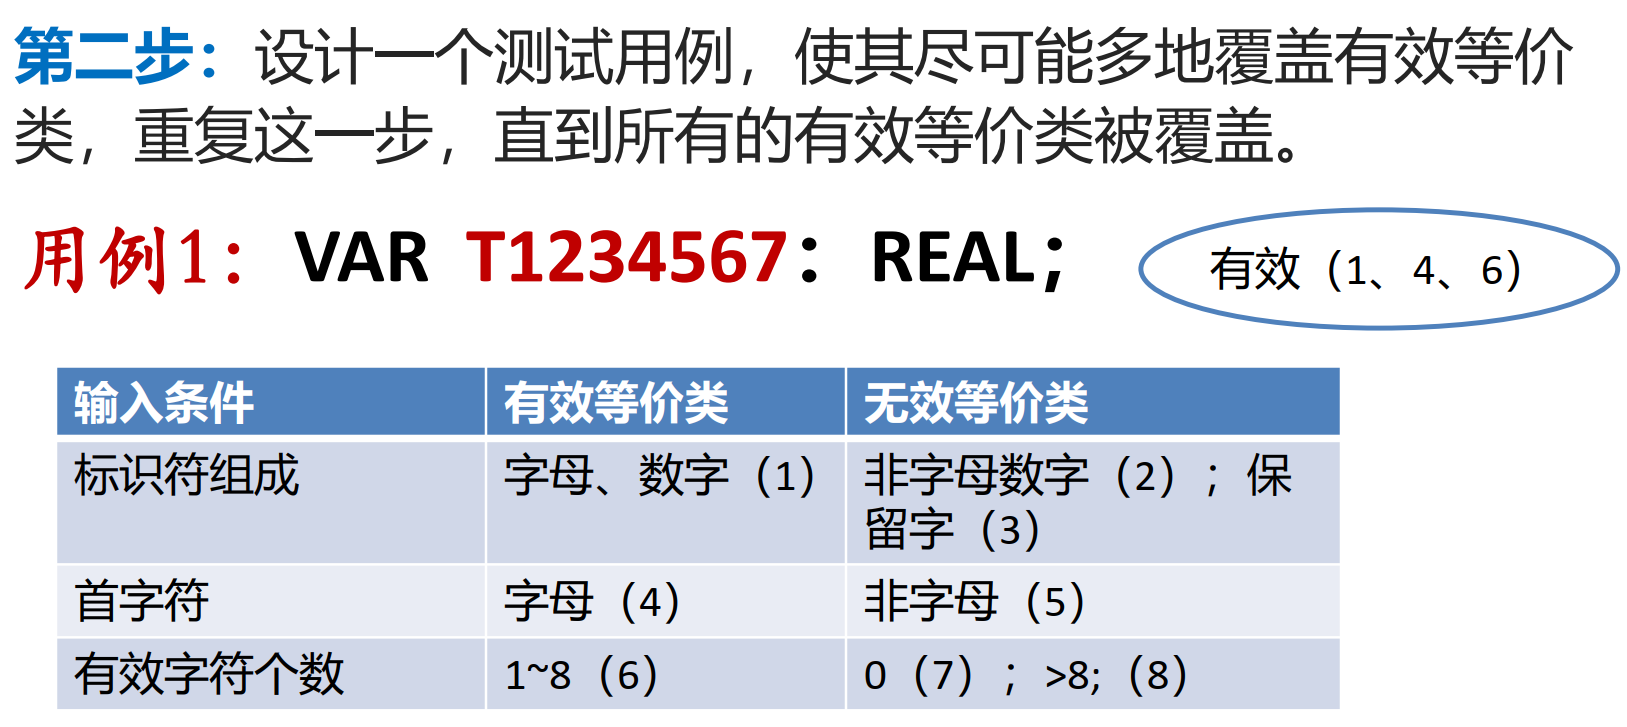 第二步：设计一个测试用例，使其尽可能多地覆盖有效等价
类，重复这一步，直到所有的有效等价类被覆盖。
用例1：VAR T1234567：REAL；
有效（1、4、6）
输入条件 有效等价类 无效等价类
标识符组成 字母、数字（1） 非字母数字（2）；保
留字（3）
首字符 字母（4） 非字母（5）
有效字符个数 1~8（6） 0（7）；>8;（8）